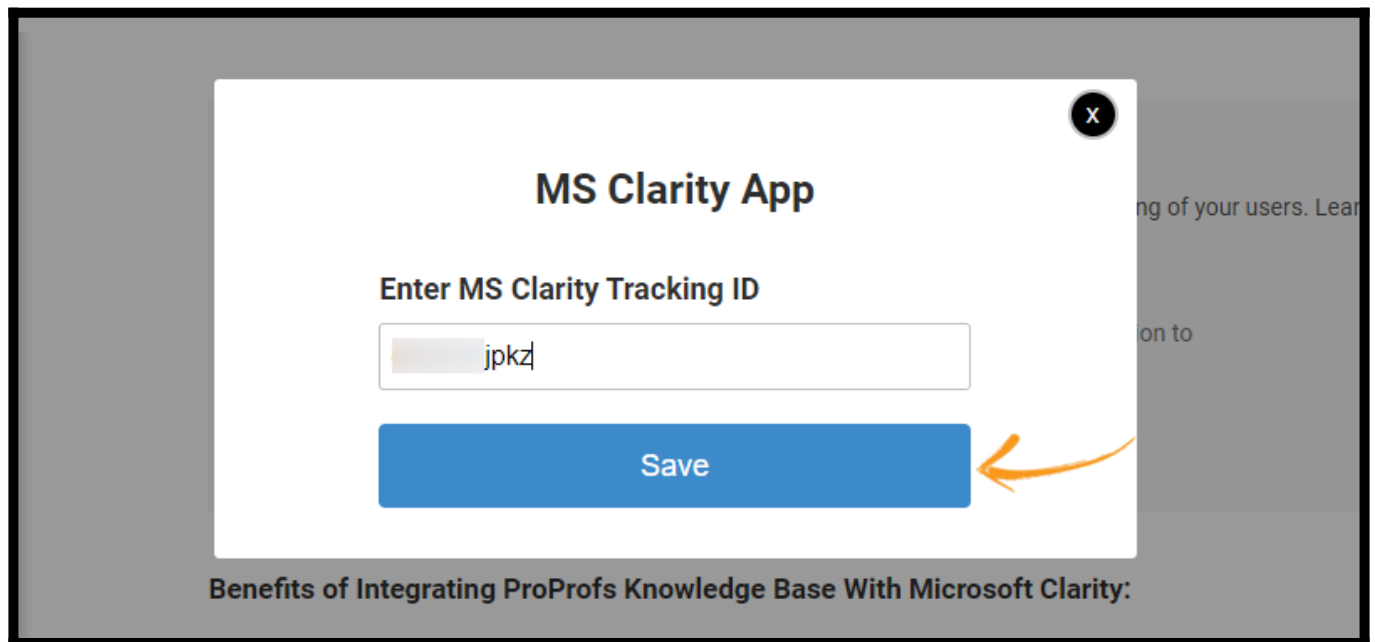 X
MS Clarity App
ng of your users. Lear
Enter MS Clarity Tracking ID
ion to
jpkz
Save
Benefits of Integrating ProProfs Knowledge Base With Microsoft Clarity: